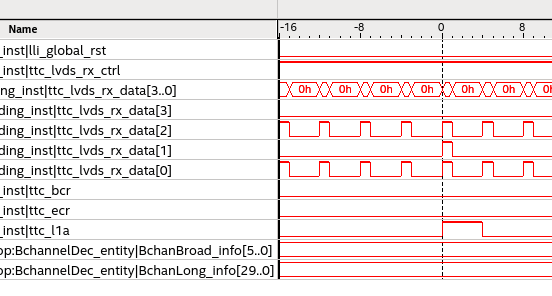 Name -16 -8 0 8
_inst|lli_global_rst
_inst|ttc_lvds_rx_ctrl
ng_inst|ttc_lvds_rx_data[3..0] 0h 0h 0h 0h 0h 0h 0h
ding_inst|ttc_lvds_rx_data[3]
ding_inst|ttc_lvds_rx_data[2]
ding_inst|ttc_lvds_rx_data[1]
ding_inst|ttc_lvds_rx_data[0]
_inst|ttc_bcr
_inst|ttc_ecr
_inst|ttc_l1a
op:BchannelDec_entity|BchanBroad_info[5..0]
op:BchannelDec_entity|BchanLong_info[29..0]